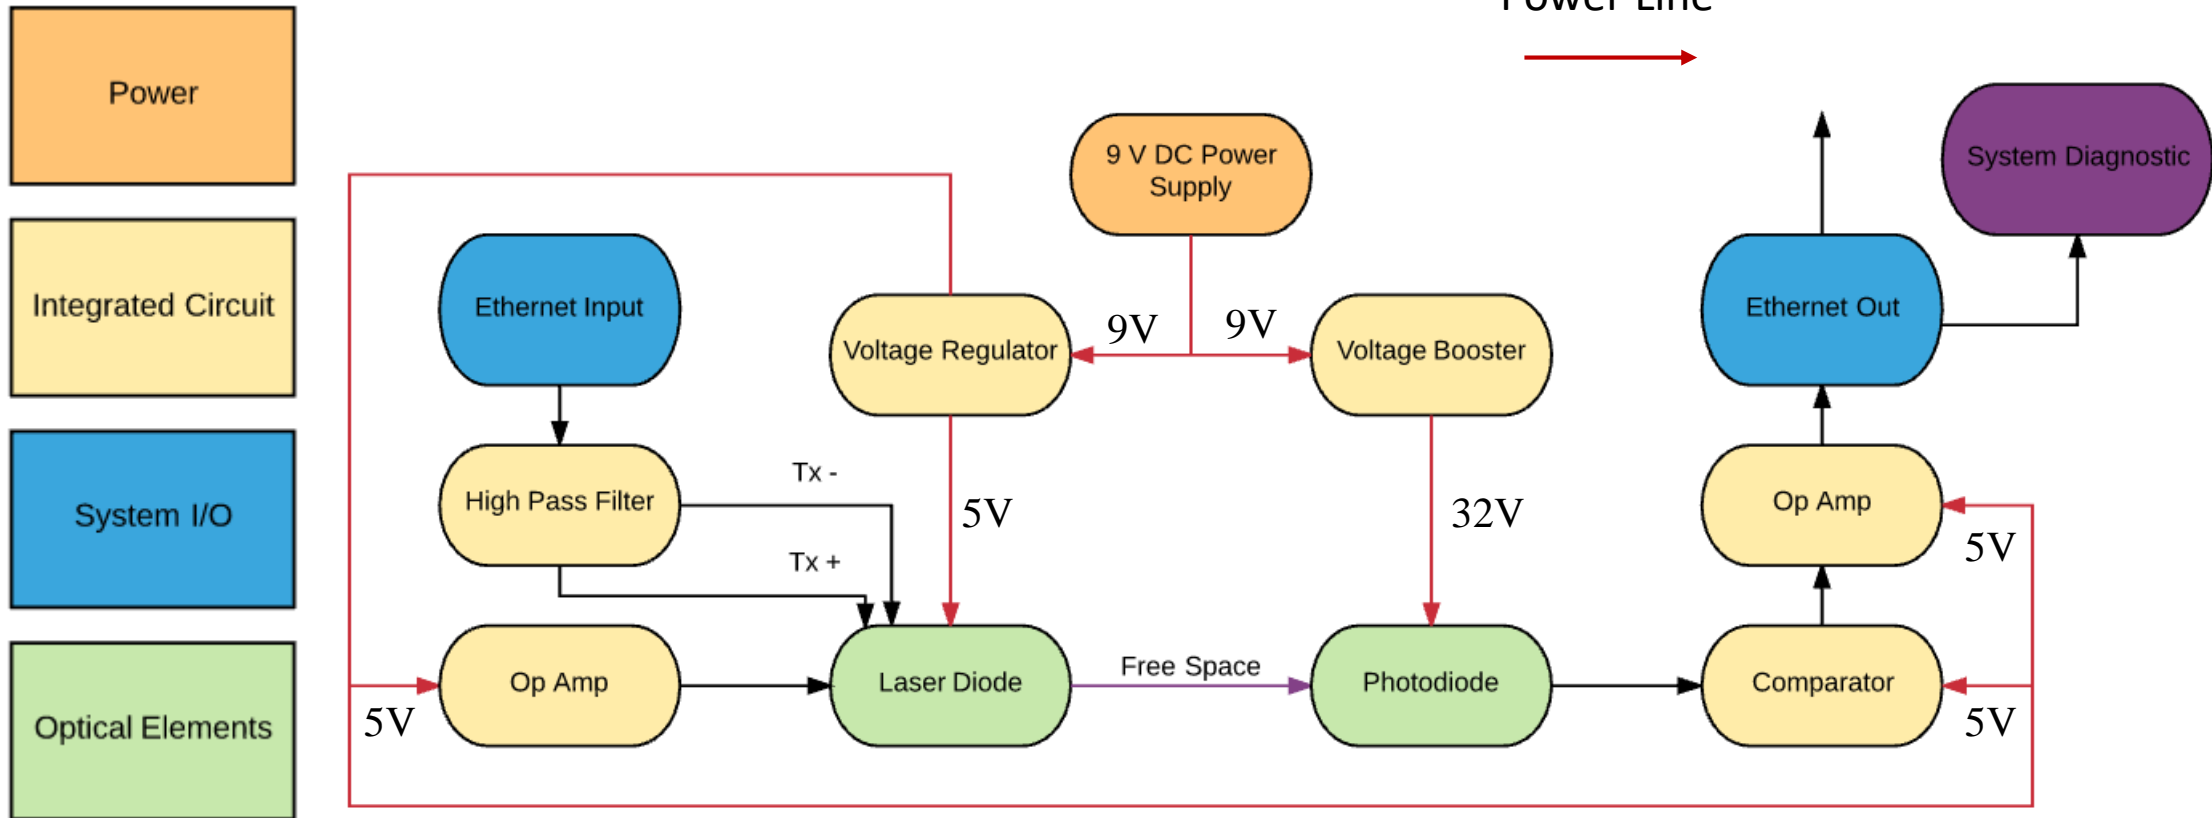 Power Line
Power
Integrated Circuit
System I/O
Optical Elements
9 V DC Power
Supply
System Diagnostic
Ethernet Input
Voltage Regulator
9V
9V
Voltage Booster
Ethernet Out
High Pass Filter
Tx -
Tx +
5V
32V
Op Amp
5V
Op Amp
5V
Laser Diode
Free Space
Photodiode
Comparator
5V